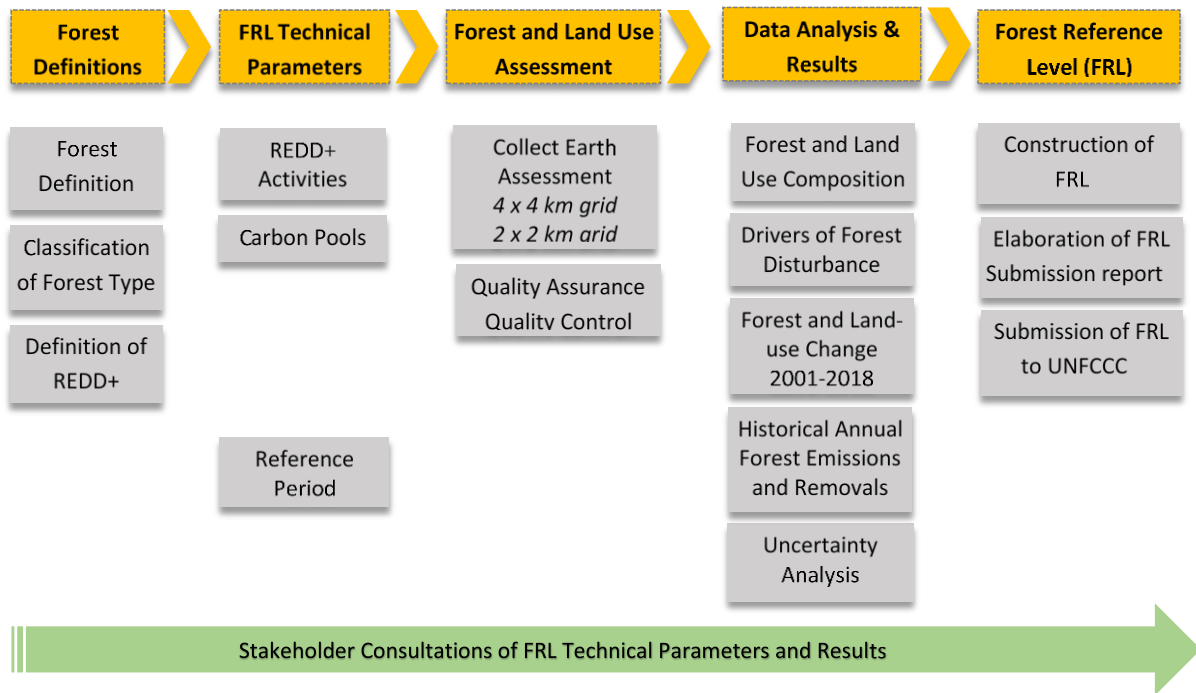 Forest
Definitions
FRL Technical
Parameters
Forest and Land Use
Assessment
Data Analysis &
Results
Forest Reference
Level (FRL)
Forest
Definition
Classification
of Forest Type
Definition of
REDD+
REDD+
Activities
Carbon Pools
Reference
Period
Collect Earth
Assessment
4 x 4 km grid
2 x 2 km grid
Quality Assurance
Quality Control
Forest and Land
Use Composition
Drivers of Forest
Disturbance
Forest and Land-
use Change
2001-2018
Historical Annual
Forest Emissions
and Removals
Uncertainty
Analysis
Construction of
FRL
Elaboration of FRL
Submission report
Submission of FRL
to UNFCCC
Stakeholder Consultations of FRL Technical Parameters and Results